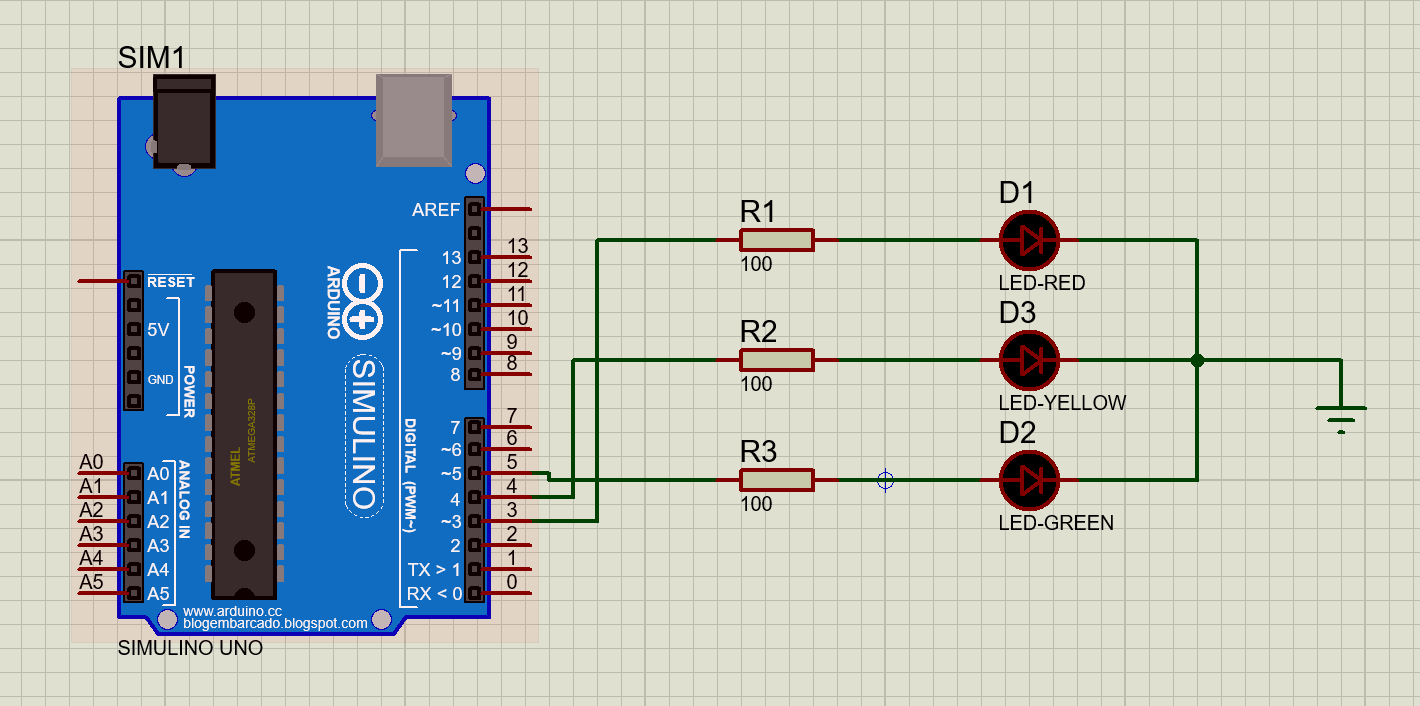 SIM1
AREF
13 13
12 12
~11 11
~10 10
~9 9
8 8
7 7
~6 6
~5 5
4 4
~3 3
2 2
TX > 1 1
RX < 0 0
RESET
5V
GND
POWER
A0 A0
A1 A1
A2 A2
A3 A3
A4 A4
A5 A5
ANALOG IN
ATMEL
ATMEGA328P
ARDUINO
SIMULINO
DIGITAL (PWM~)
www.arduino.cc
blogembarcado.blogspot.com
SIMULINO UNO
R1
100
R2
100
R3
100
D1
LED-RED
D3
LED-YELLOW
D2
LED-GREEN